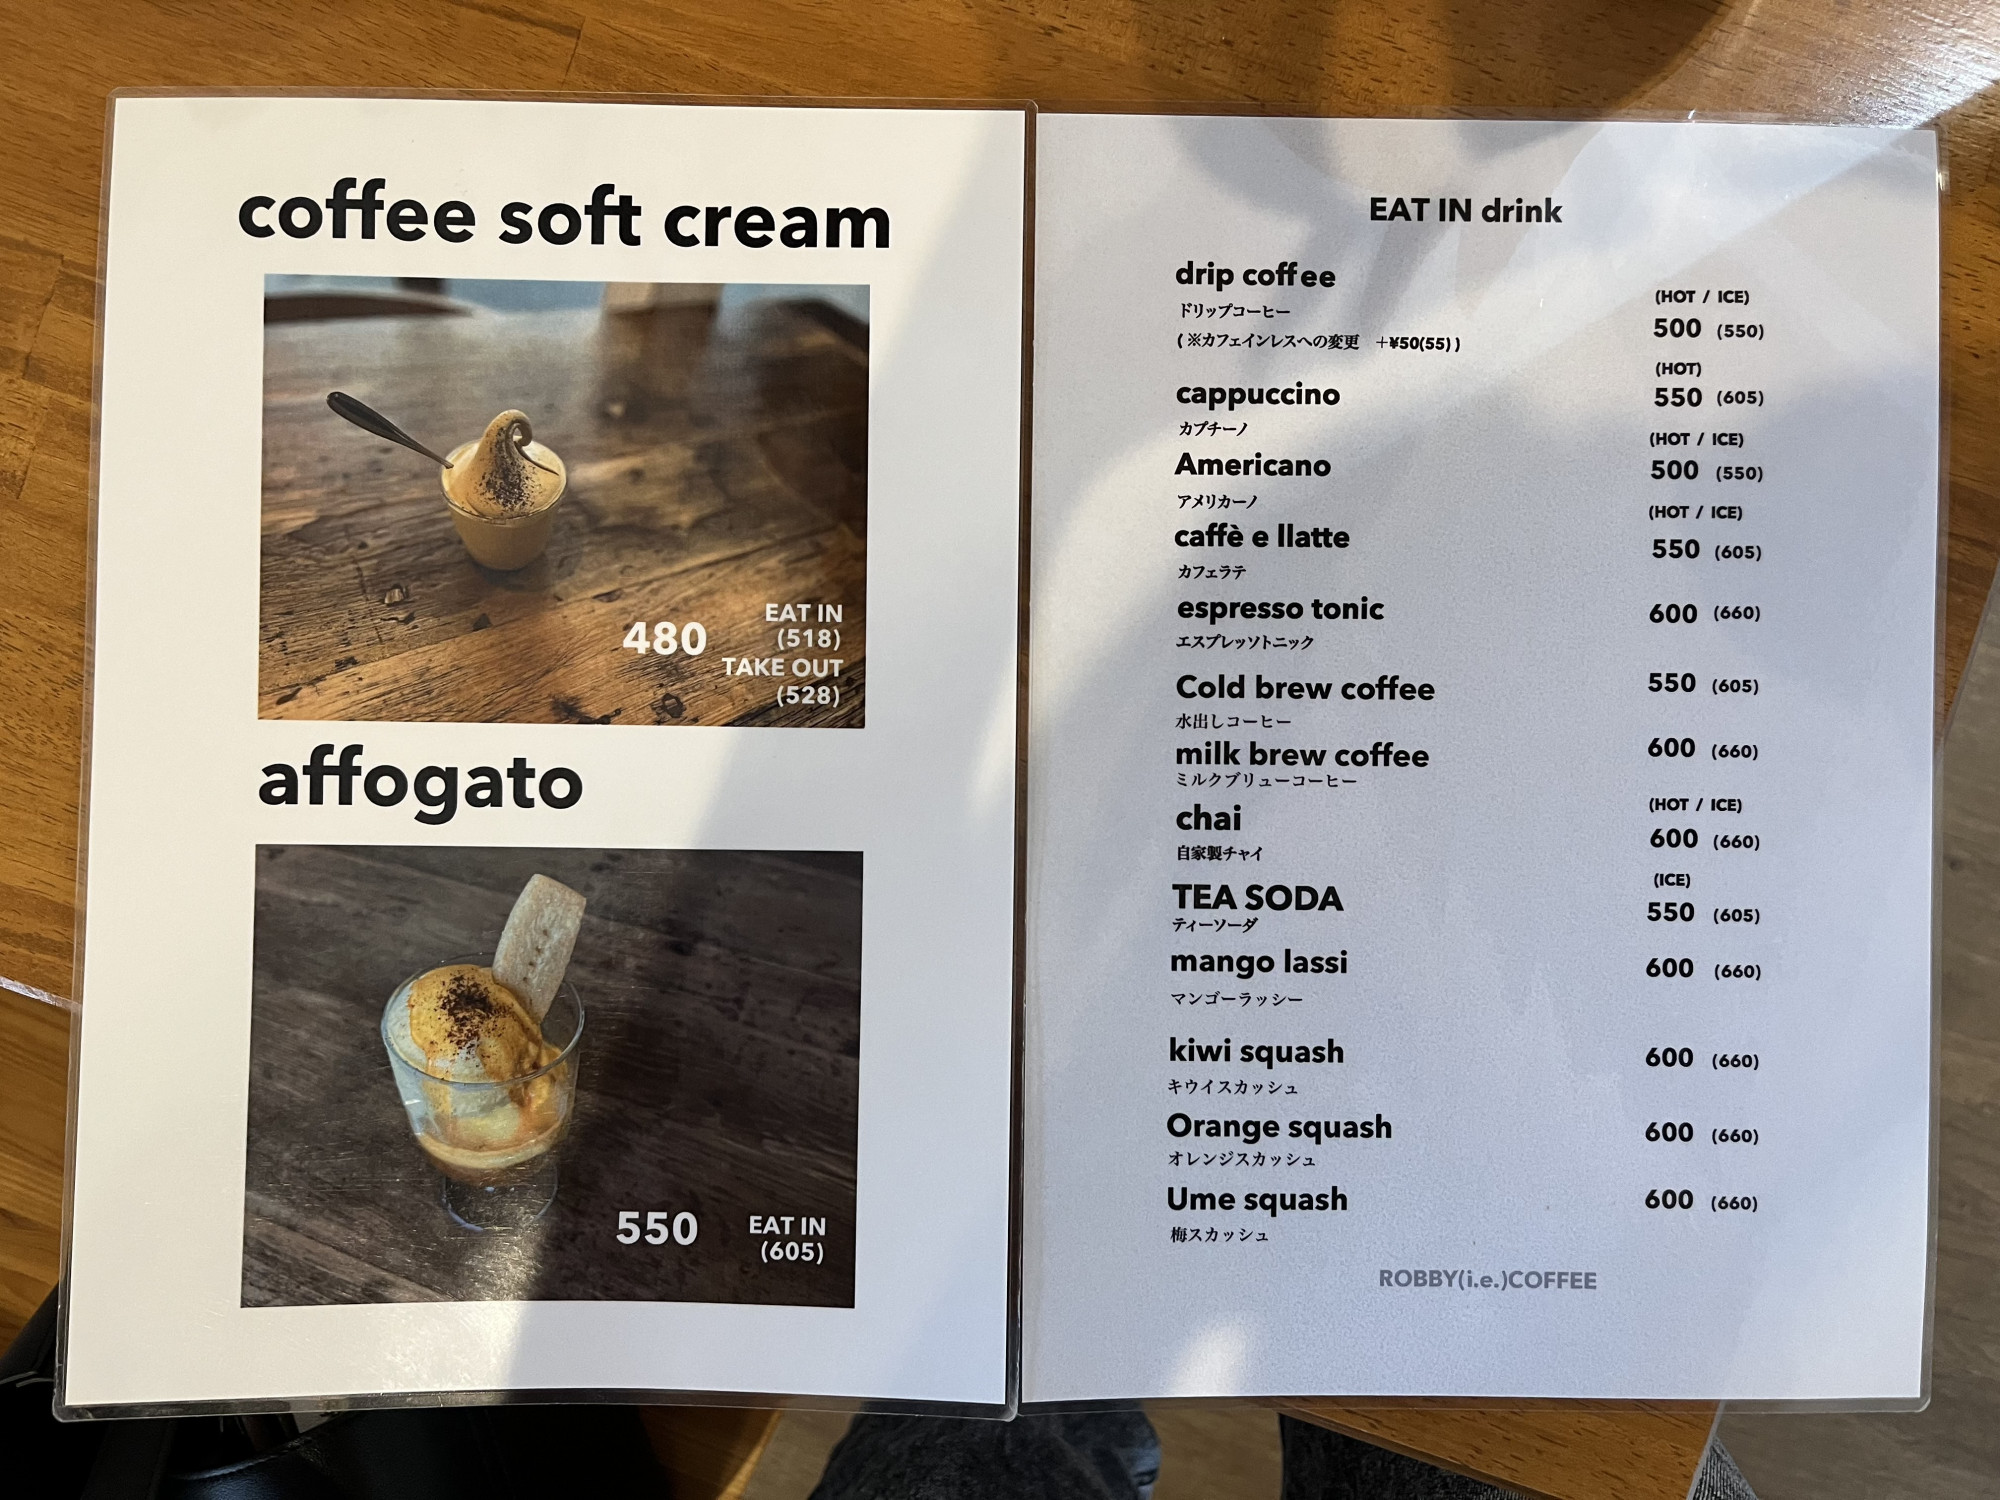 coffee soft cream
480
EAT IN
(518)
TAKE OUT
(528)
affogato
550
EAT IN
(605)
EAT IN drink
drip coffee
ドリップコーヒー
(HOT / ICE)
500 (550)
(※カフェインレスへの変更 +¥50(55))
cappuccino
カプチーノ
(HOT)
550 (605)
Americano
アメリカーノ
(HOT / ICE)
500 (550)
caffè e llatte
カフェラテ
(HOT / ICE)
550 (605)
espresso tonic
エスプレッソトニック
600 (660)
Cold brew coffee
水出しコーヒー
550 (605)
milk brew coffee
ミルクブリューコーヒー
600 (660)
chai
自家製チャイ
(HOT / ICE)
600 (660)
TEA SODA
ティーソーダ
(ICE)
550 (605)
mango lassi
マンゴーラッシー
600 (660)
kiwi squash
キウイスカッシュ
600 (660)
Orange squash
オレンジスカッシュ
600 (660)
Ume squash
梅スカッシュ
600 (660)
ROBBY(i.e.)COFFEE